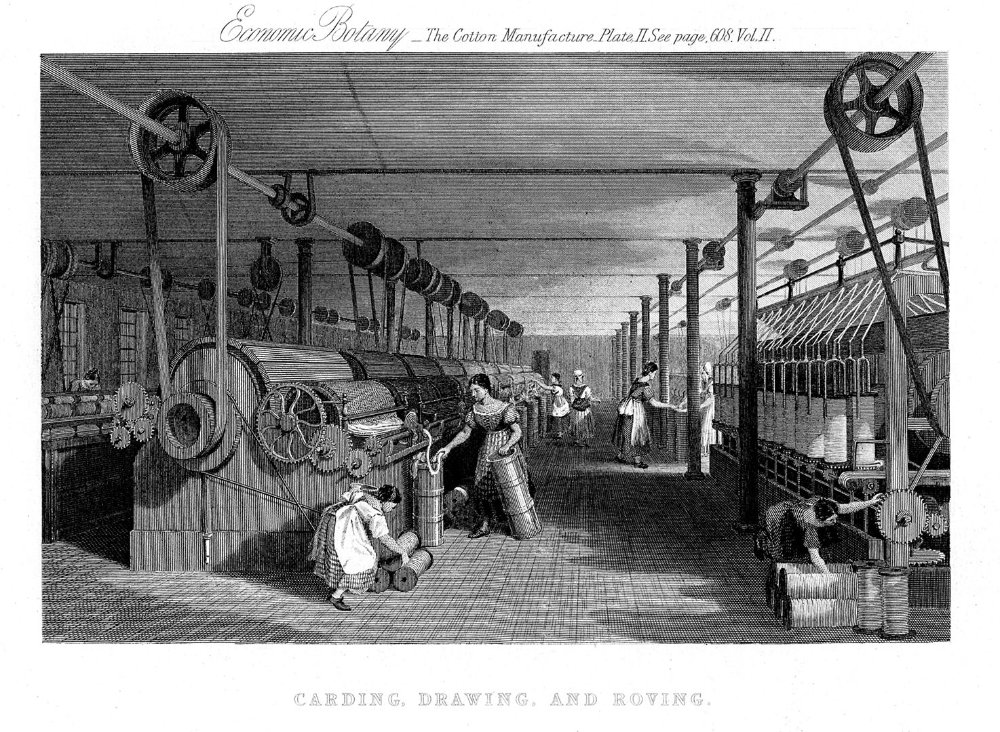 Economic Botany _ The Cotton Manufacture_Plate, II. See page, 608. Vol, II.
CARDING, DRAWING, AND ROVING.